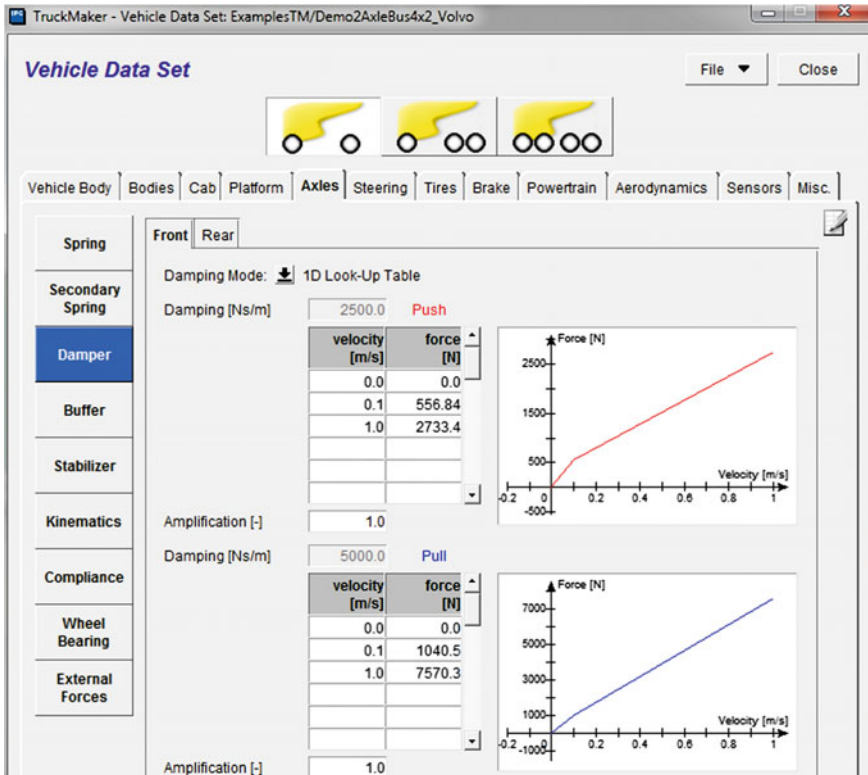 IPG TruckMaker - Vehicle Data Set: ExamplesTM/Demo2AxleBus4x2_Volvo
Vehicle Data Set
File Close
Vehicle Body Bodies Cab Platform Axles Steering Tires Brake Powertrain Aerodynamics Sensors Misc.
Spring
Secondary
Spring
Damper
Buffer
Stabilizer
Kinematics
Compliance
Wheel
Bearing
External
Forces
Front Rear
Damping Mode: 1D Look-Up Table
Damping [Ns/m] 2500.0 Push
velocity force
[m/s] [N]
0.0 0.0
0.1 556.84
1.0 2733.4
Amplification [-] 1.0
Force [N]
2500
1500
500
Velocity [m/s]
-0.2 0 0.2 0.4 0.6 0.8 1
-500
Damping [Ns/m] 5000.0 Pull
velocity force
[m/s] [N]
0.0 0.0
0.1 1040.5
1.0 7570.3
Amplification [-] 1.0
Force [N]
7000
5000
3000
1000
Velocity [m/s]
-0.2 0 0.2 0.4 0.6 0.8 1
-1000